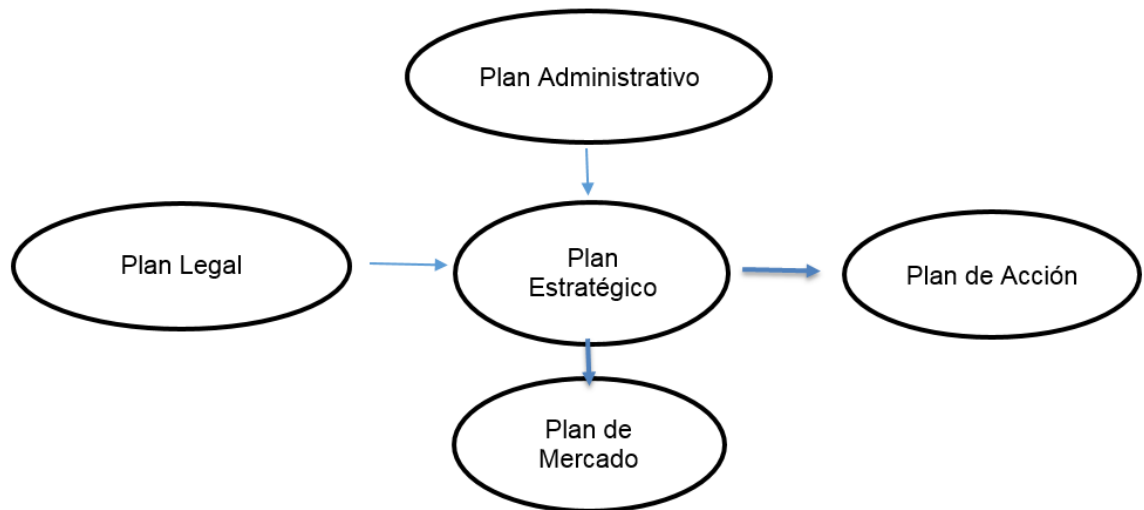 Plan Administrativo
Plan Legal
Plan
Estratégico
Plan de Acción
Plan de
Mercado